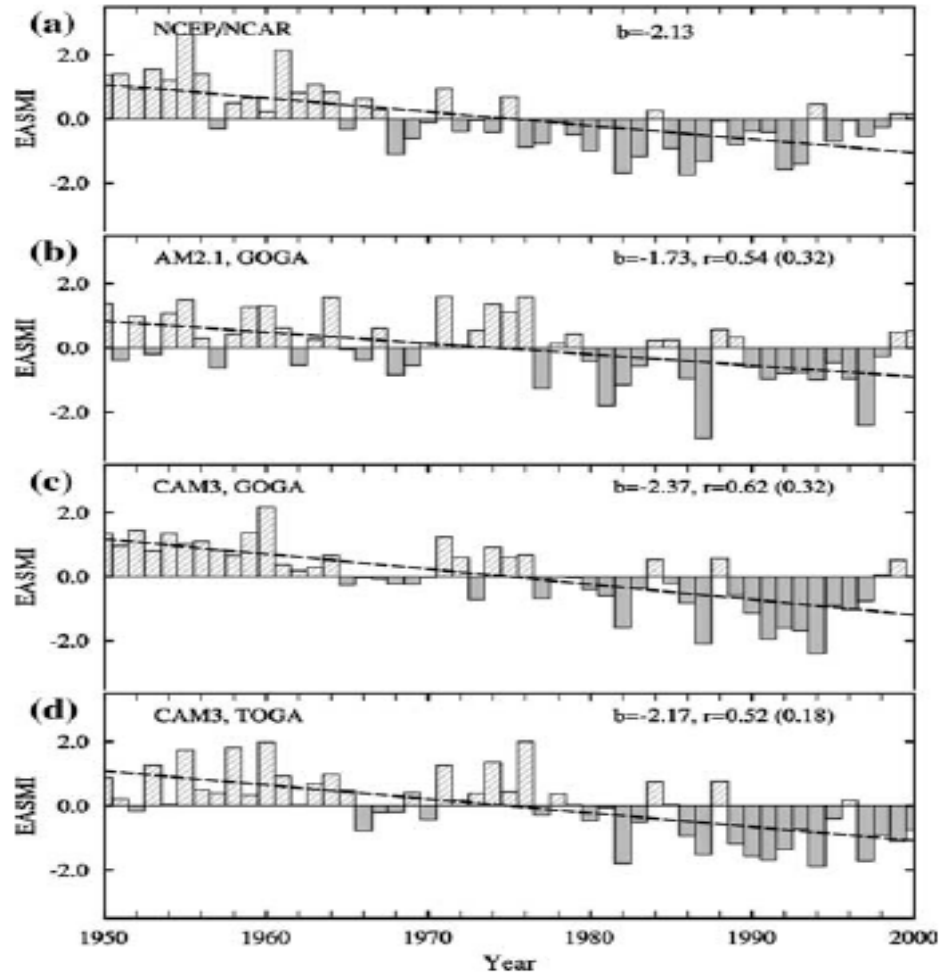 (a) NCEP/NCAR b=-2.13
2.0
0.0
-2.0
EASMI
(b) AM2.1, GOGA b=-1.73, r=0.54 (0.32)
2.0
0.0
-2.0
EASMI
(c) CAM3, GOGA b=-2.37, r=0.62 (0.32)
2.0
0.0
-2.0
EASMI
(d) CAM3, TOGA b=-2.17, r=0.52 (0.18)
2.0
0.0
-2.0
EASMI
1950 1960 1970 1980 1990 2000
Year